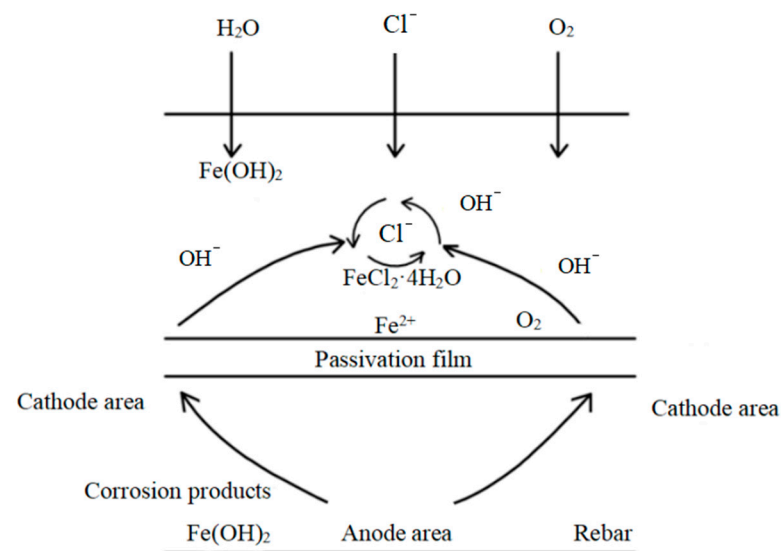 H₂O Cl⁻ O₂
Fe(OH)₂
OH⁻
Cl⁻
OH⁻ OH⁻
FeCl₂·4H₂O
Fe²⁺ O₂
Passivation film
Cathode area Cathode area
Corrosion products
Fe(OH)₂ Anode area Rebar